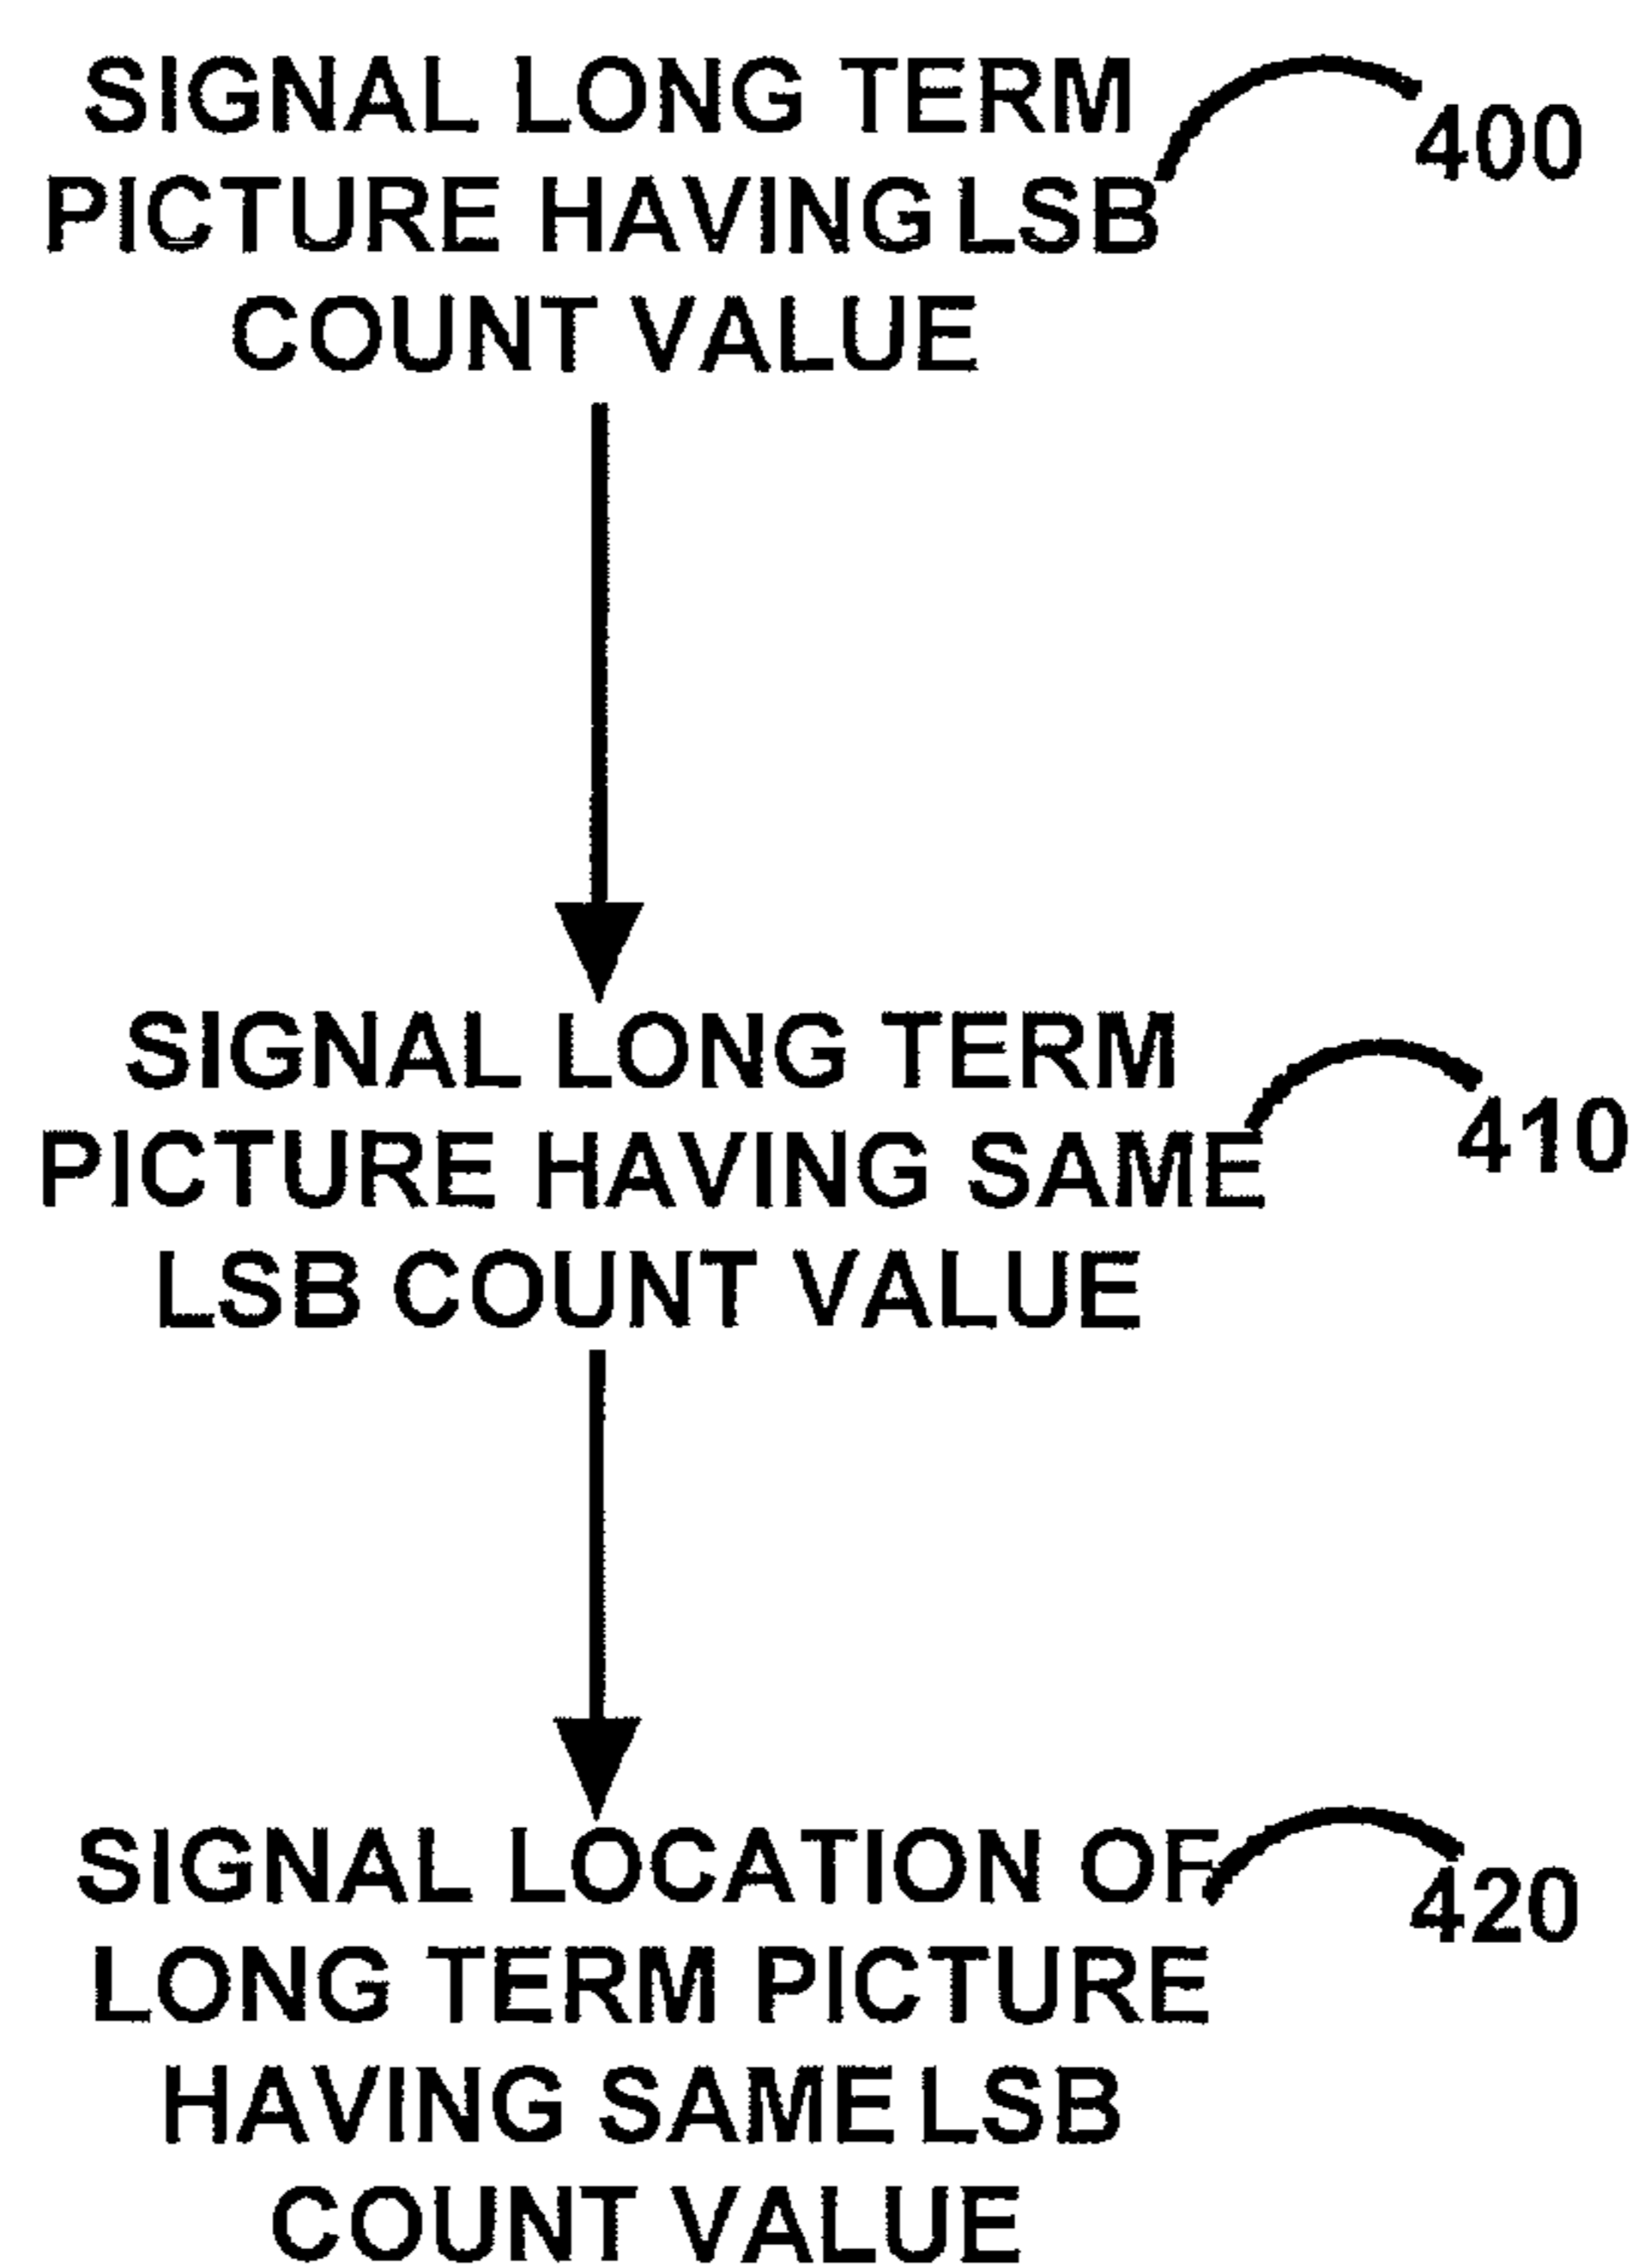 SIGNAL LONG TERM
400
PICTURE HAVING LSB
COUNT VALUE
SIGNAL LONG TERM
410
PICTURE HAVING SAME
LSB COUNT VALUE
SIGNAL LOCATION OF
420
LONG TERM PICTURE
HAVING SAME LSB
COUNT VALUE